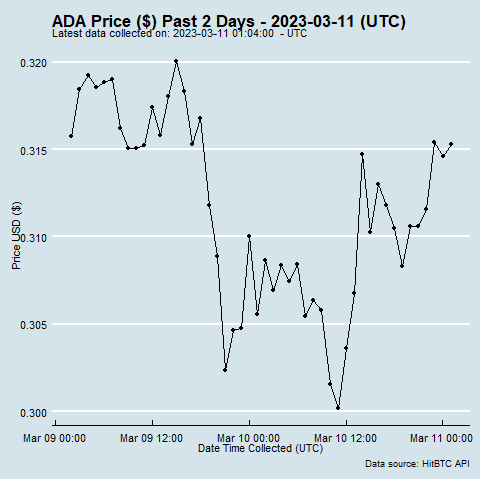 ADA Price ($) Past 2 Days - 2023-03-11 (UTC)
Latest data collected on: 2023-03-11 01:04:00  - UTC
0.320
0.315
0.310
0.305
0.300
Price USD ($)
Mar 09 00:00
Mar 09 12:00
Mar 10 00:00
Mar 10 12:00
Mar 11 00:00
Date Time Collected (UTC)
Data source: HitBTC API